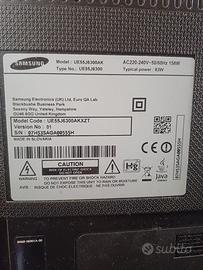 SAMSUNG
Model : UE55J6300AK
Type No. : UE55J6300
AC220-240V~50/60Hz 158W
Typical power : 83W
Samsung Electronics (UK) Ltd, Euro QA Lab.
Blackbushe Business Park
Saxony Way, Yateley, Hampshire
GU46 6GG United Kingdom
Model Code : UE55J6300AKXZT
Version No : 01
S/N :
MADE IN SLOVAKIA
subito